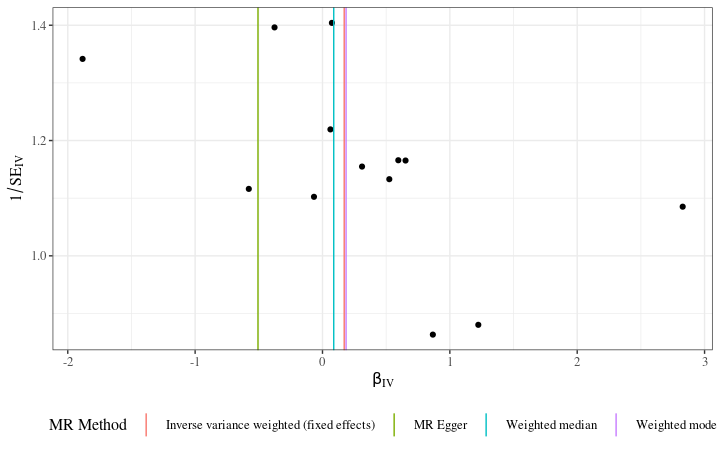 1.4
1.2
1.0
1/SE_IV
-2 -1 0 1 2 3
β_IV
MR Method Inverse variance weighted (fixed effects) MR Egger Weighted median Weighted mode